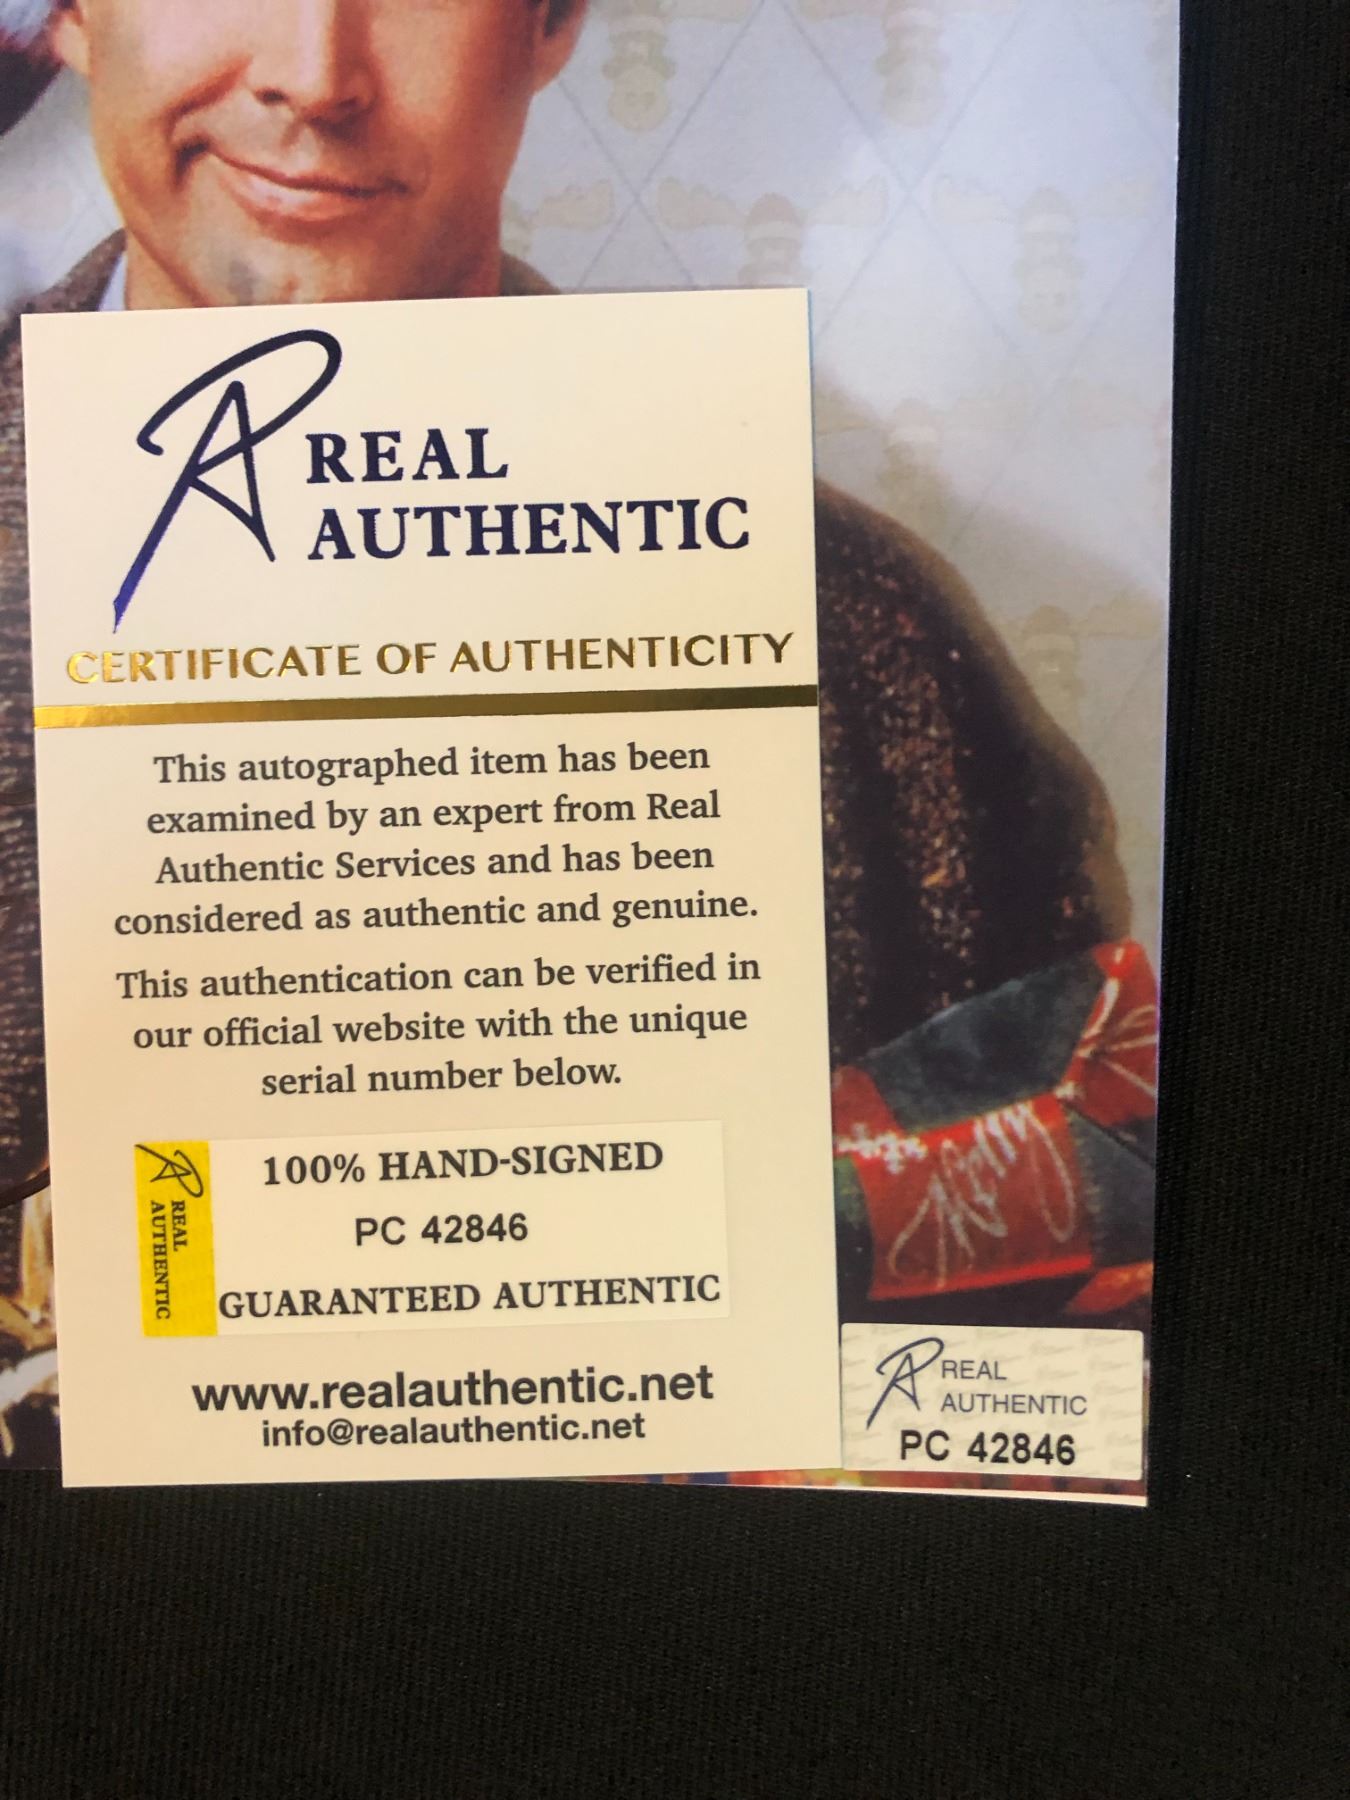 REAL
AUTHENTIC
CERTIFICATE OF AUTHENTICITY
This autographed item has been
examined by an expert from Real
Authentic Services and has been
considered as authentic and genuine.
This authentication can be verified in
our official website with the unique
serial number below.
REAL
AUTHENTIC
100% HAND-SIGNED
PC 42846
GUARANTEED AUTHENTIC
www.realauthentic.net
info@realauthentic.net
REAL
AUTHENTIC
PC 42846